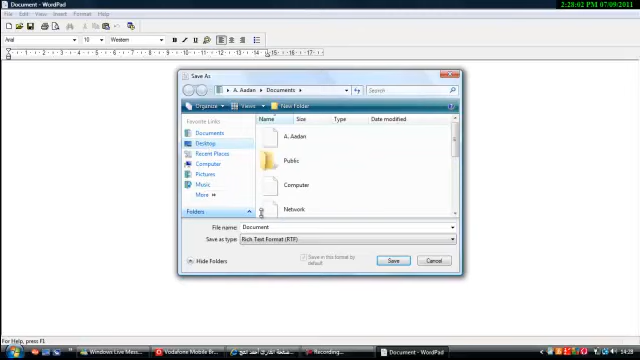 Document - WordPad
2:28:02 PM 07/09/2011
File Edit View Insert Format Help
Arial 10 Western
Save As
A. Aadan Documents Search
Organize Views New Folder
Favorite Links
Documents
Desktop
Recent Places
Computer
Pictures
Music
More
Folders
Name Size Type Date modified
A. Aadan
Public
Computer
Network
File name: Document
Save as type: Rich Text Format (RTF)
Save in this format by
default
Hide Folders Save Cancel
For Help, press F1
Windows Live Mess... Vodafone Mobile Br... Recording... Document - WordPad 14:28